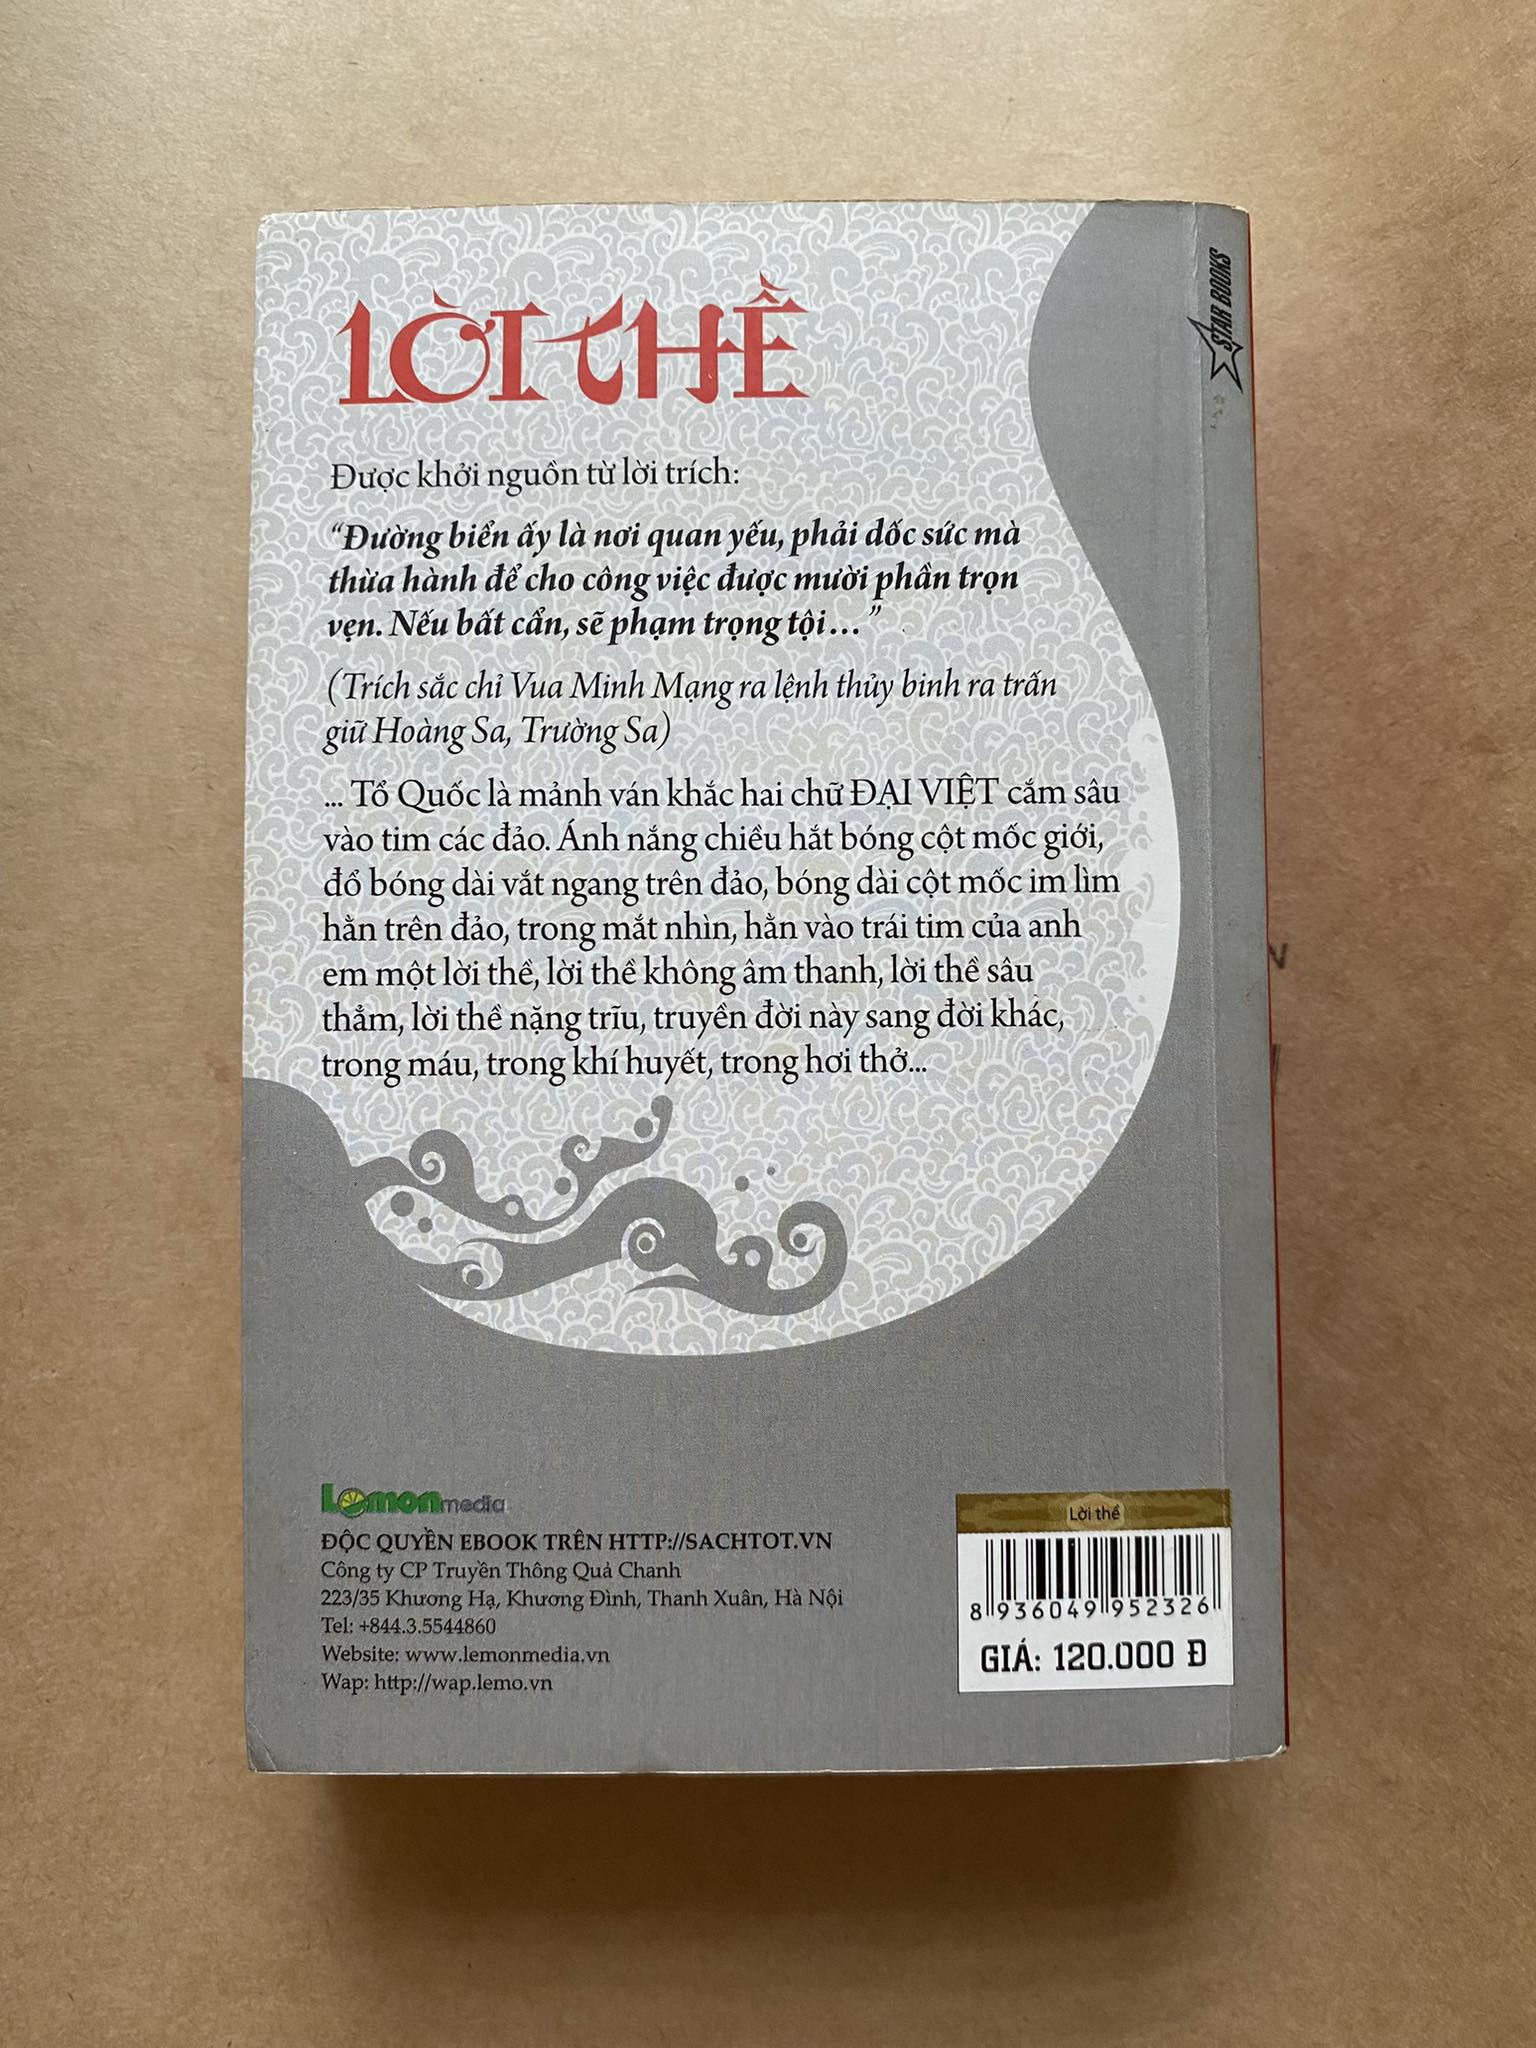 LỜI THỀ
STAR BOOKS
Được khởi nguồn từ lời trích:
“Đường biển ấy là nơi quan yếu, phải dốc sức mà
thừa hành để cho công việc được mười phần trọn
vẹn. Nếu bất cẩn, sẽ phạm trọng tội...”
(Trích sắc chỉ Vua Minh Mạng ra lệnh thủy binh ra trấn
giữ Hoàng Sa, Trường Sa)
... Tổ Quốc là mảnh ván khắc hai chữ ĐẠI VIỆT cắm sâu
vào tim các đảo. Ánh nắng chiều hắt bóng cột mốc giới,
đổ bóng dài vắt ngang trên đảo, bóng dài cột mốc im lìm
hằn trên đảo, trong mắt nhìn, hằn vào trái tim của anh
em một lời thề, lời thề không âm thanh, lời thề sâu
thẳm, lời thề nặng trĩu, truyền đời này sang đời khác,
trong máu, trong khí huyết, trong hơi thở...
Lemonmedia
ĐỘC QUYỀN EBOOK TRÊN HTTP://SACHTOT.VN
Công ty CP Truyền Thông Quả Chanh
223/35 Khương Hạ, Khương Đình, Thanh Xuân, Hà Nội
Tel: +844.3.5544860
Website: www.lemonmedia.vn
Wap: http://wap.lemo.vn
Lời thề
8 936049 952326
GIÁ: 120.000 Đ